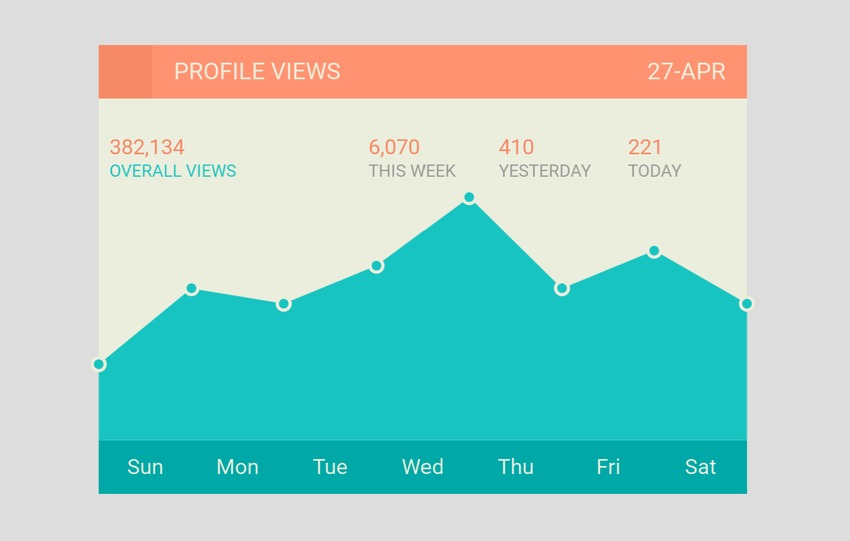 PROFILE VIEWS 27-APR
382,134 6,070 410 221
OVERALL VIEWS THIS WEEK YESTERDAY TODAY
Sun Mon Tue Wed Thu Fri Sat